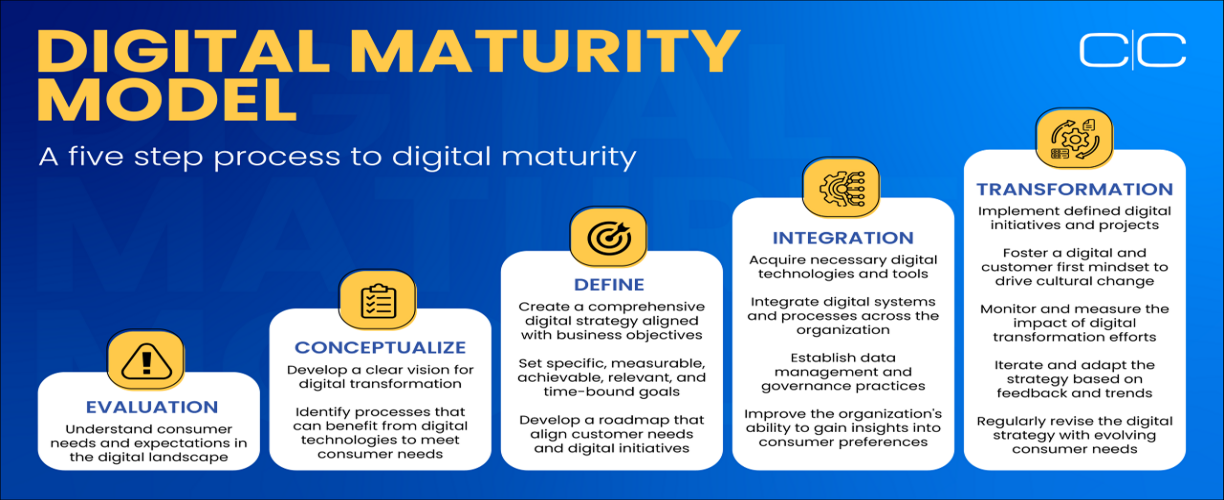 DIGITAL MATURITY
MODEL
A five step process to digital maturity
C|C
EVALUATION
Understand consumer
needs and expectations in
the digital landscape
CONCEPTUALIZE
Develop a clear vision for
digital transformation
Identify processes that
can benefit from digital
technologies to meet
consumer needs
DEFINE
Create a comprehensive
digital strategy aligned
with business objectives
Set specific, measurable,
achievable, relevant, and
time-bound goals
Develop a roadmap that
align customer needs
and digital initiatives
INTEGRATION
Acquire necessary digital
technologies and tools
Integrate digital systems
and processes across the
organization
Establish data
management and
governance practices
Improve the organization's
ability to gain insights into
consumer preferences
TRANSFORMATION
Implement defined digital
initiatives and projects
Foster a digital and
customer first mindset to
drive cultural change
Monitor and measure the
impact of digital
transformation efforts
Iterate and adapt the
strategy based on
feedback and trends
Regularly revise the digital
strategy with evolving
consumer needs